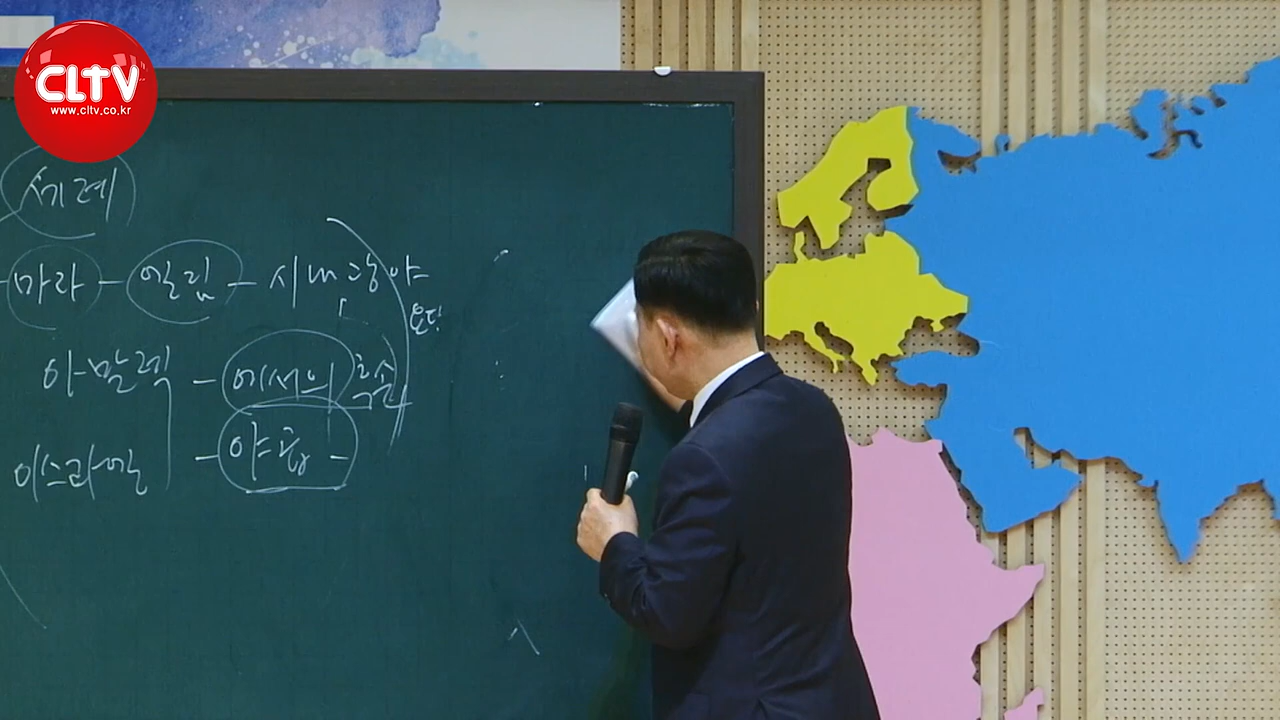 CLTV
www.cltv.co.kr
세례
마라 - 엘림 - 시내광야
아말렉 - 에서의 후손
이스라엘 - 야곱 -